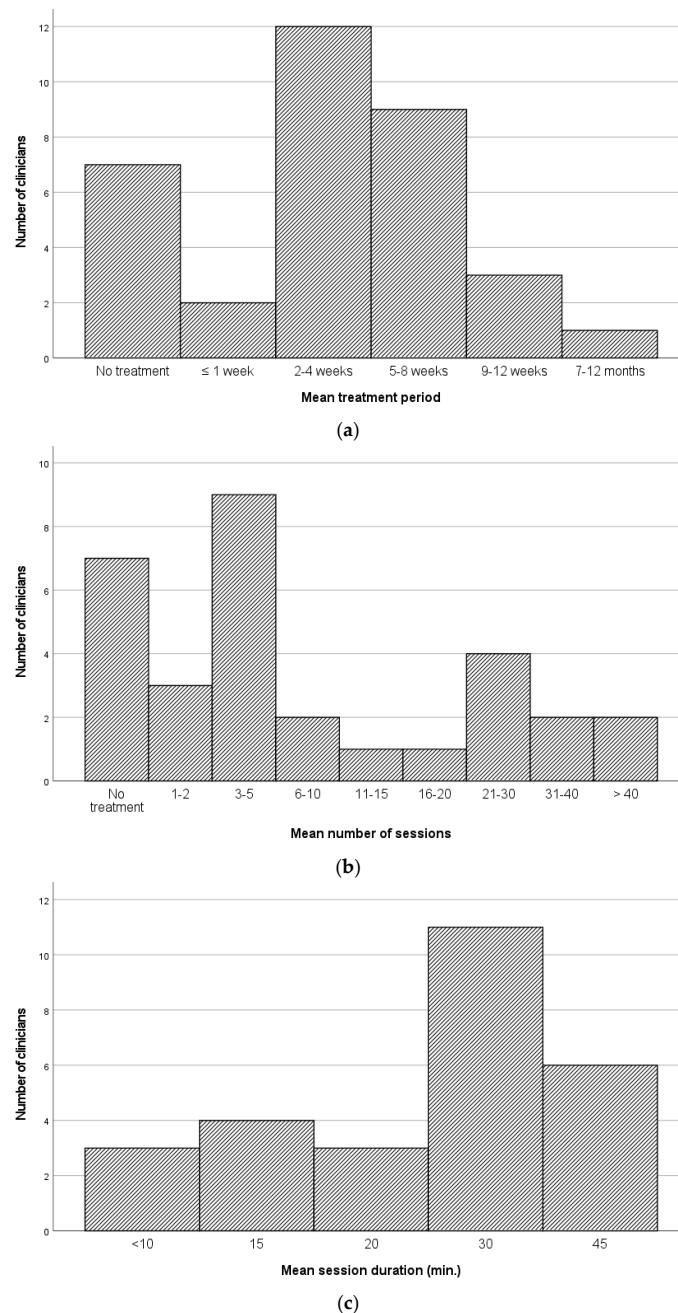 12
10
8
6
4
2
0
Number of clinicians
No treatment
≤ 1 week
2-4 weeks
5-8 weeks
9-12 weeks
7-12 months
Mean treatment period
(a)
10
8
6
4
2
0
Number of clinicians
No
treatment
1-2
3-5
6-10
11-15
16-20
21-30
31-40
> 40
Mean number of sessions
(b)
12
10
8
6
4
2
0
Number of clinicians
<10
15
20
30
45
Mean session duration (min.)
(c)